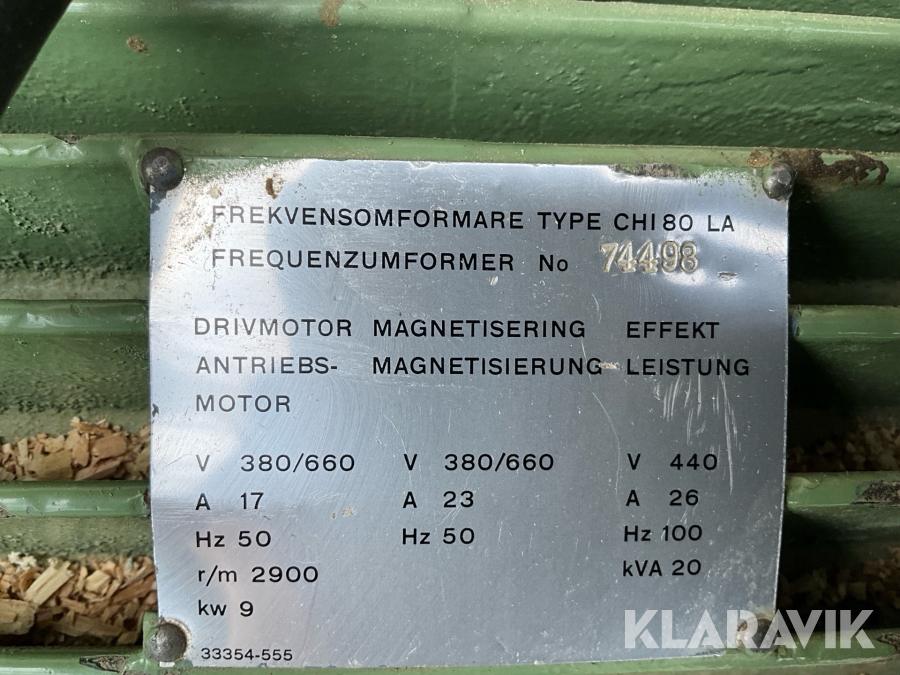 FREKVENSOMFORMARE TYPE CHI 80 LA
FREQUENZUMFORMER No 74498
DRIVMOTOR MAGNETISERING EFFEKT
ANTRIEBS- MAGNETISIERUNG LEISTUNG
MOTOR
V 380/660 V 380/660 V 440
A 17 A 23 A 26
Hz 50 Hz 50 Hz 100
r/m 2900 kVA 20
kw 9
33354-555
KLARAVIK